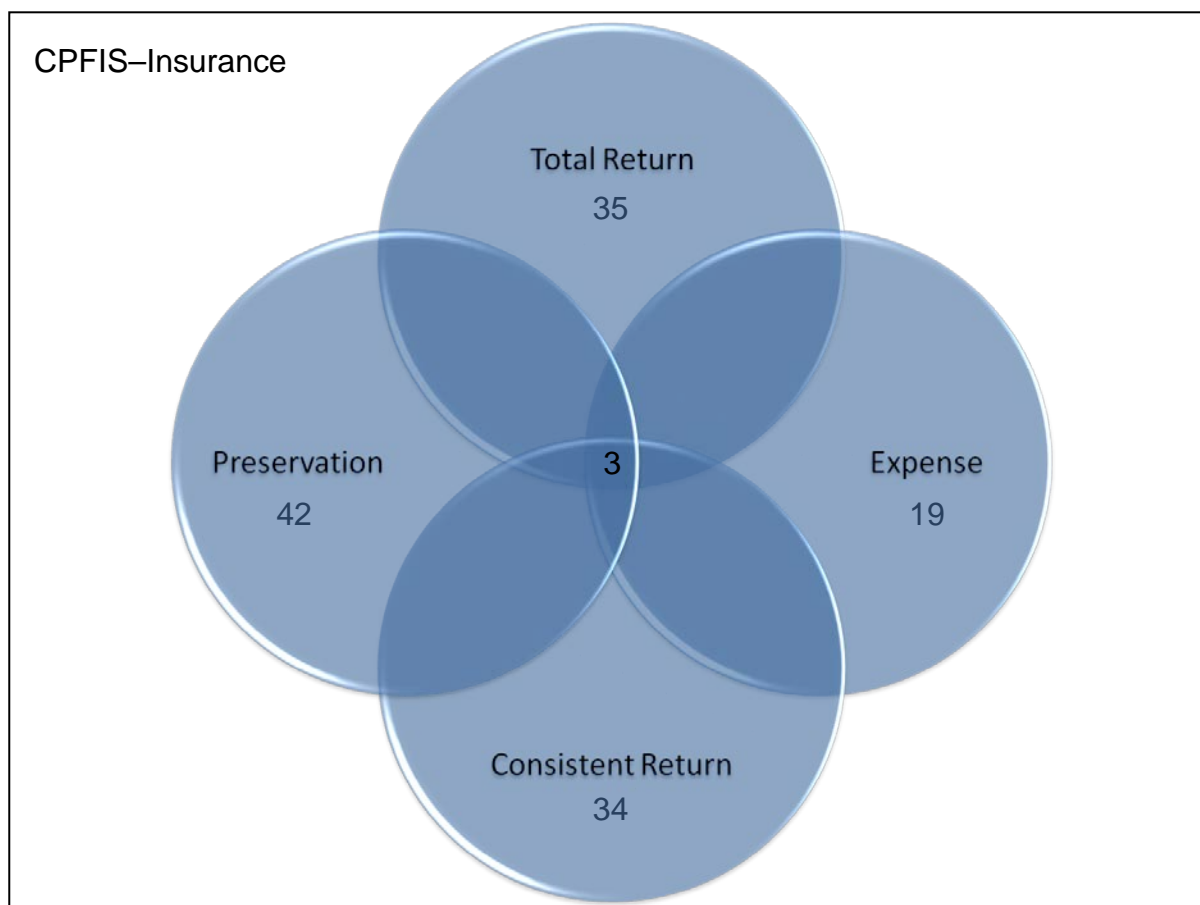 CPFIS–Insurance
Total Return
35
Preservation
42
3
Expense
19
Consistent Return
34